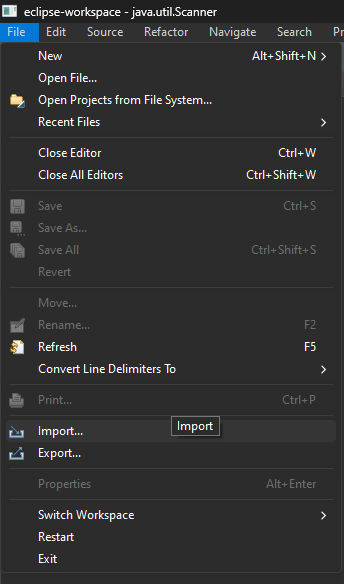 eclipse-workspace - java.util.Scanner
File Edit Source Refactor Navigate Search
New Alt+Shift+N
Open File...
Open Projects from File System...
Recent Files
Close Editor Ctrl+W
Close All Editors Ctrl+Shift+W
Save Ctrl+S
Save As...
Save All Ctrl+Shift+S
Revert
Move...
Rename... F2
Refresh F5
Convert Line Delimiters To
Print... Ctrl+P
Import... Import
Export...
Properties Alt+Enter
Switch Workspace
Restart
Exit